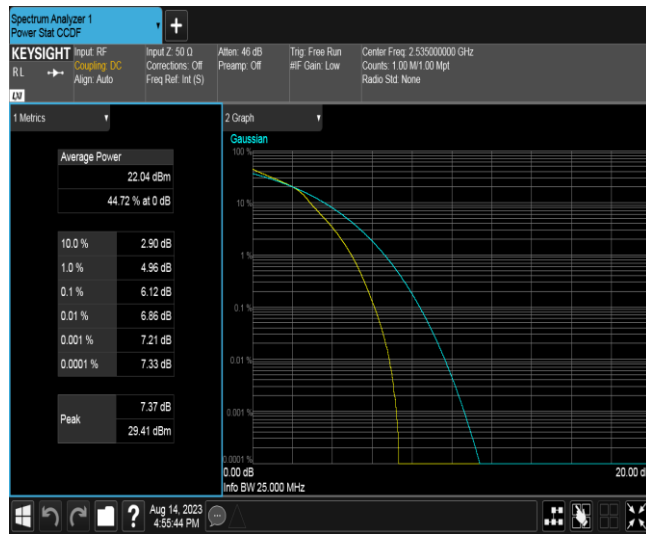 Spectrum Analyzer 1
Power Stat CCDF
+
KEYSIGHT
RL
LXI
Input: RF
Coupling: DC
Align: Auto
Input Z: 50 Ω
Corrections: Off
Freq Ref: Int (S)
Atten: 46 dB
Preamp: Off
Trig: Free Run
#IF Gain: Low
Center Freq: 2.535000000 GHz
Counts: 1.00 M/1.00 Mpt
Radio Std: None
1 Metrics
Average Power
22.04 dBm
44.72 % at 0 dB
10.0 % 2.90 dB
1.0 % 4.96 dB
0.1 % 6.12 dB
0.01 % 6.86 dB
0.001 % 7.21 dB
0.0001 % 7.33 dB
Peak
7.37 dB
29.41 dBm
2 Graph
Gaussian
100 %
10 %
1 %
0.1 %
0.01 %
0.001 %
0.0001 %
0.00 dB
20.00 d
Info BW 25.000 MHz
?
Aug 14, 2023
4:55:44 PM